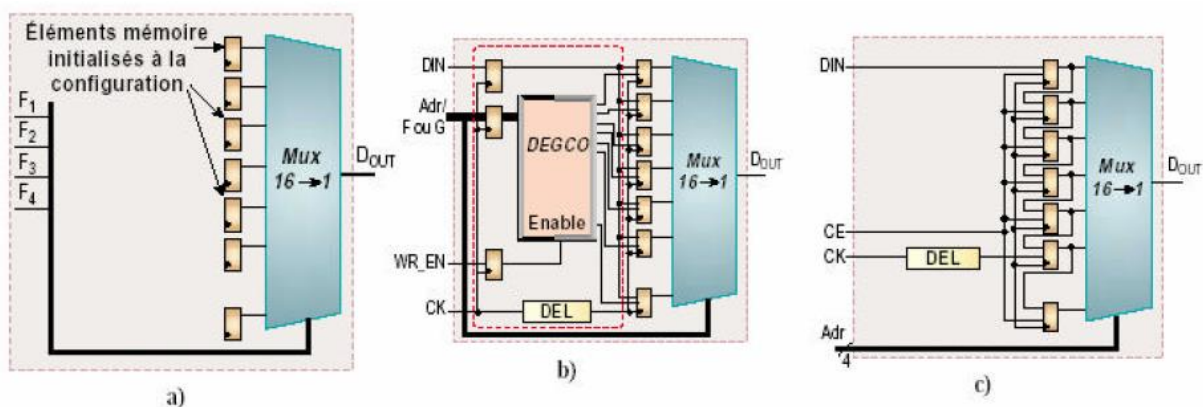 Éléments mémoire
initialisés à la
configuration
F1
F2
F3
F4
Mux
16→1
DOUT
a)
DIN
Adr/
F ou G
DEGCO
Enable
WR_EN
CK
DEL
Mux
16→1
DOUT
b)
DIN
CE
CK
DEL
Adr
4
Mux
16→1
DOUT
c)